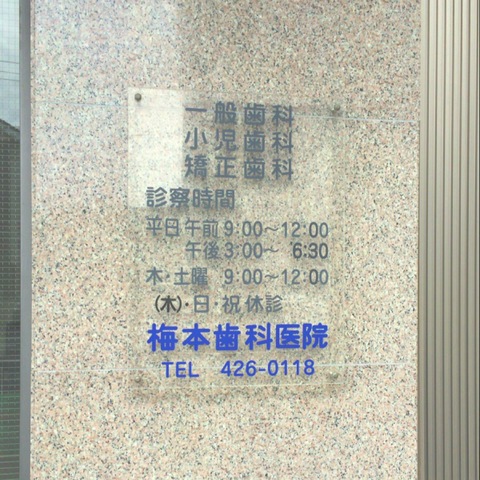 一般歯科
小児歯科
矯正歯科
診察時間
平日 午前 9:00~12:00
午後 3:00~ 6:30
木・土曜 9:00~12:00
(木)・日・祝 休診
梅本歯科医院
TEL 426-0118